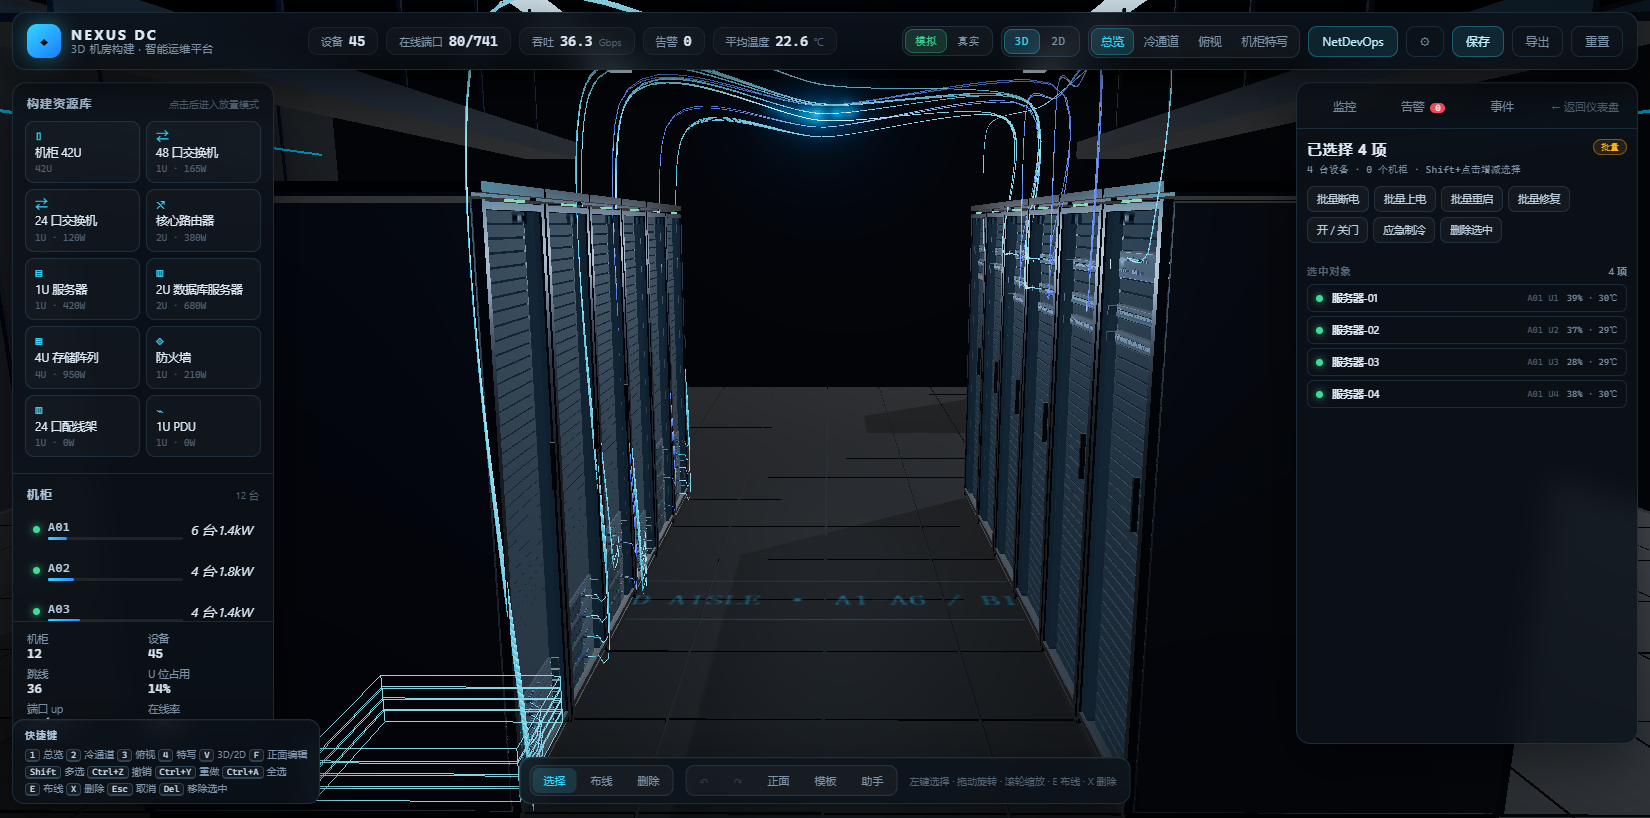 NEXUS DC
3D 机房构建 · 智能运维平台
设备 45
在线端口 80/741
吞吐 36.3 Gbps
告警 0
平均温度 22.6 ℃
模拟 真实
3D 2D
总览 冷通道 俯视 机柜特写
NetDevOps
保存
导出
重置
构建资源库 点击后进入放置模式
机柜 42U
42U
48 口交换机
1U · 165W
24 口交换机
1U · 120W
核心路由器
2U · 380W
1U 服务器
1U · 420W
2U 数据库服务器
2U · 680W
4U 存储阵列
4U · 950W
防火墙
1U · 210W
24 口配线架
1U · 0W
1U PDU
1U · 0W
机柜 12 台
A01 6 台·1.4kW
A02 4 台·1.8kW
A03 4 台·1.4kW
机柜 设备
12 45
跳线 U 位占用
36 14%
端口 up 在线率
快捷键
1 总览 2 冷通道 3 俯视 4 特写 V 3D/2D F 正面编辑
Shift 多选 Ctrl+Z 撤销 Ctrl+Y 重做 Ctrl+A 全选
E 布线 X 删除 Esc 取消 Del 移除选中
D AISLE • A1 A6 / B1
选择 布线 删除
正面 模板 助手
左键选择 · 拖动旋转 · 滚轮缩放 · E 布线 · X 删除
监控 告警 0 事件 ← 返回仪表盘
已选择 4 项 批量
4 台设备 · 0 个机柜 · Shift+点击增减选择
批量断电 批量上电 批量重启 批量修复
开 / 关门 应急制冷 删除选中
选中对象 4 项
服务器-01 A01 U1 39% · 30℃
服务器-02 A01 U2 37% · 29℃
服务器-03 A01 U3 28% · 29℃
服务器-04 A01 U4 38% · 30℃